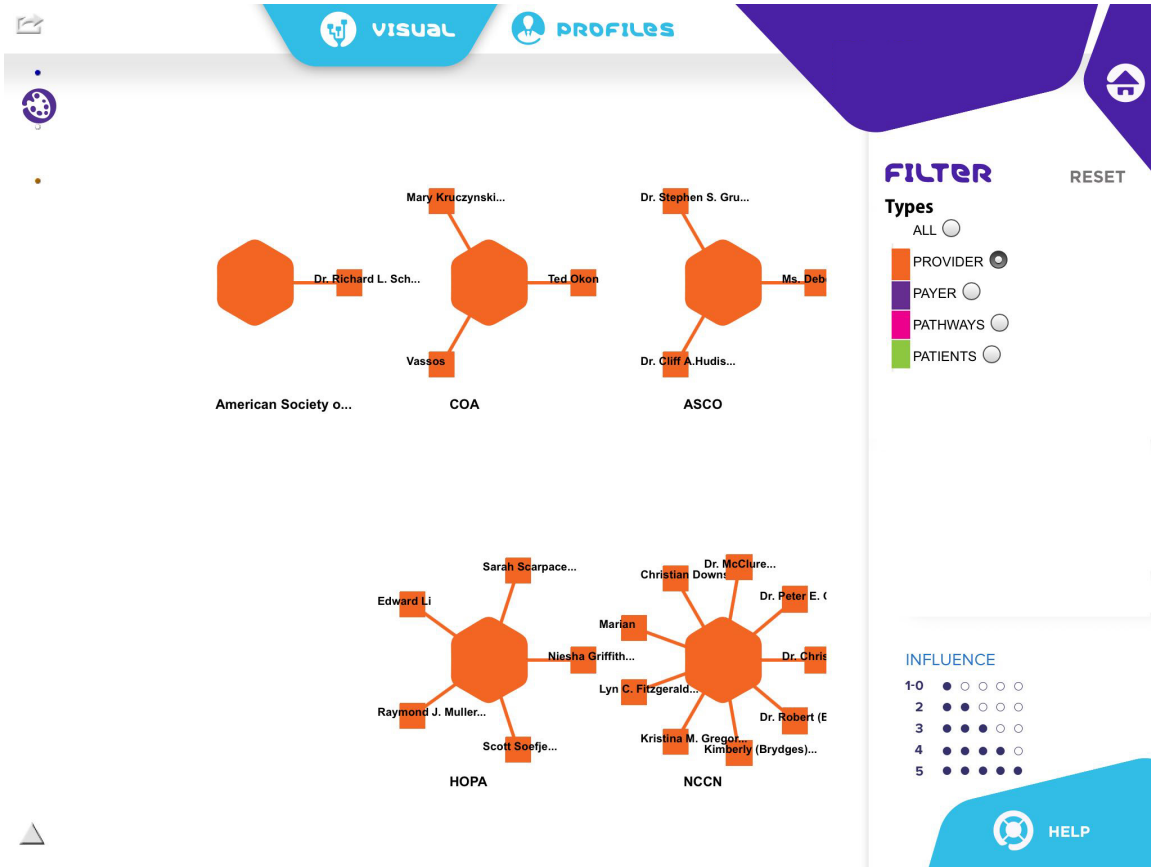 VISUAL
PROFILES
FILTER
RESET
Types
ALL
PROVIDER
PAYER
PATHWAYS
PATIENTS
Mary Kruczynski...
Dr. Stephen S. Gru...
Dr. Richard L. Sch...
Ted Okon
Ms. Deb
Vassos
Dr. Cliff A.Hudis...
American Society o...
COA
ASCO
Sarah Scarpace...
Dr. McClure...
Christian Downs
Edward Li
Dr. Peter E.
Marian
Niesha Griffith...
Dr. Chris
Lyn C. Fitzgerald...
Raymond J. Muller...
Dr. Robert (E
Scott Soefje...
Kristina M. Gregor...
Kimberly (Brydges)...
HOPA
NCCN
INFLUENCE
1-0
2
3
4
5
HELP